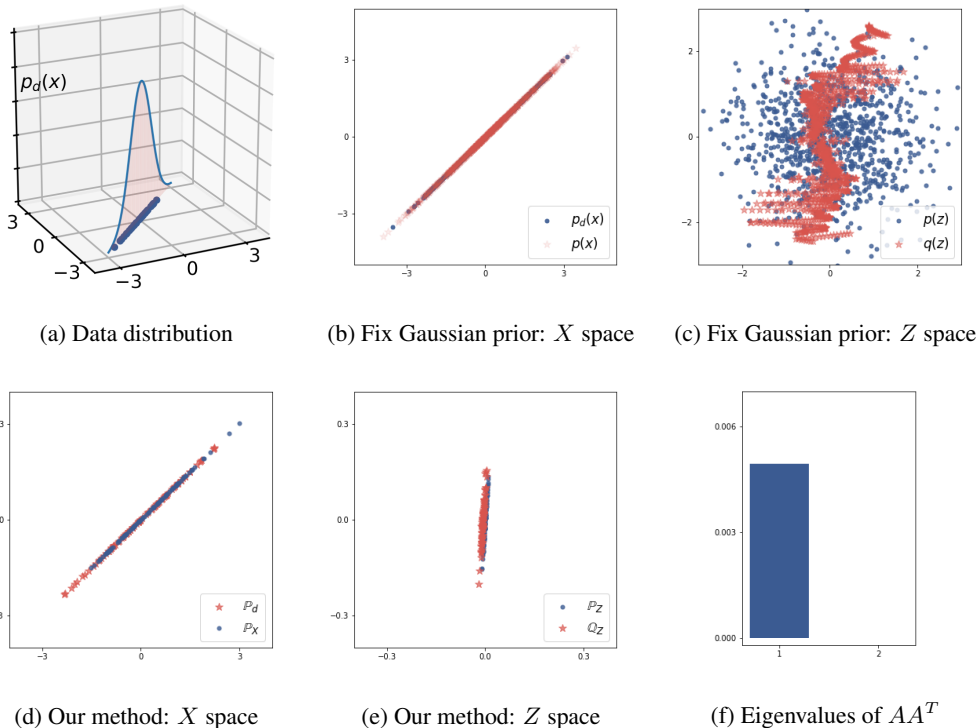 p_d(x)
3
0
−3
−3
0
3
3
0
−3
−3
0
3
p_d(x)
p(x)
2
0
−2
−2
0
2
p(z)
q(z)
(a) Data distribution
(b) Fix Gaussian prior: X space
(c) Fix Gaussian prior: Z space
0.3
0.0
−3
0
3
ℙ_d
ℙ_X
0.3
0.0
−0.3
−0.3
0.0
0.3
ℙ_Z
ℚ_Z
0.006
0.003
0.000
1
2
(d) Our method: X space
(e) Our method: Z space
(f) Eigenvalues of AA^T